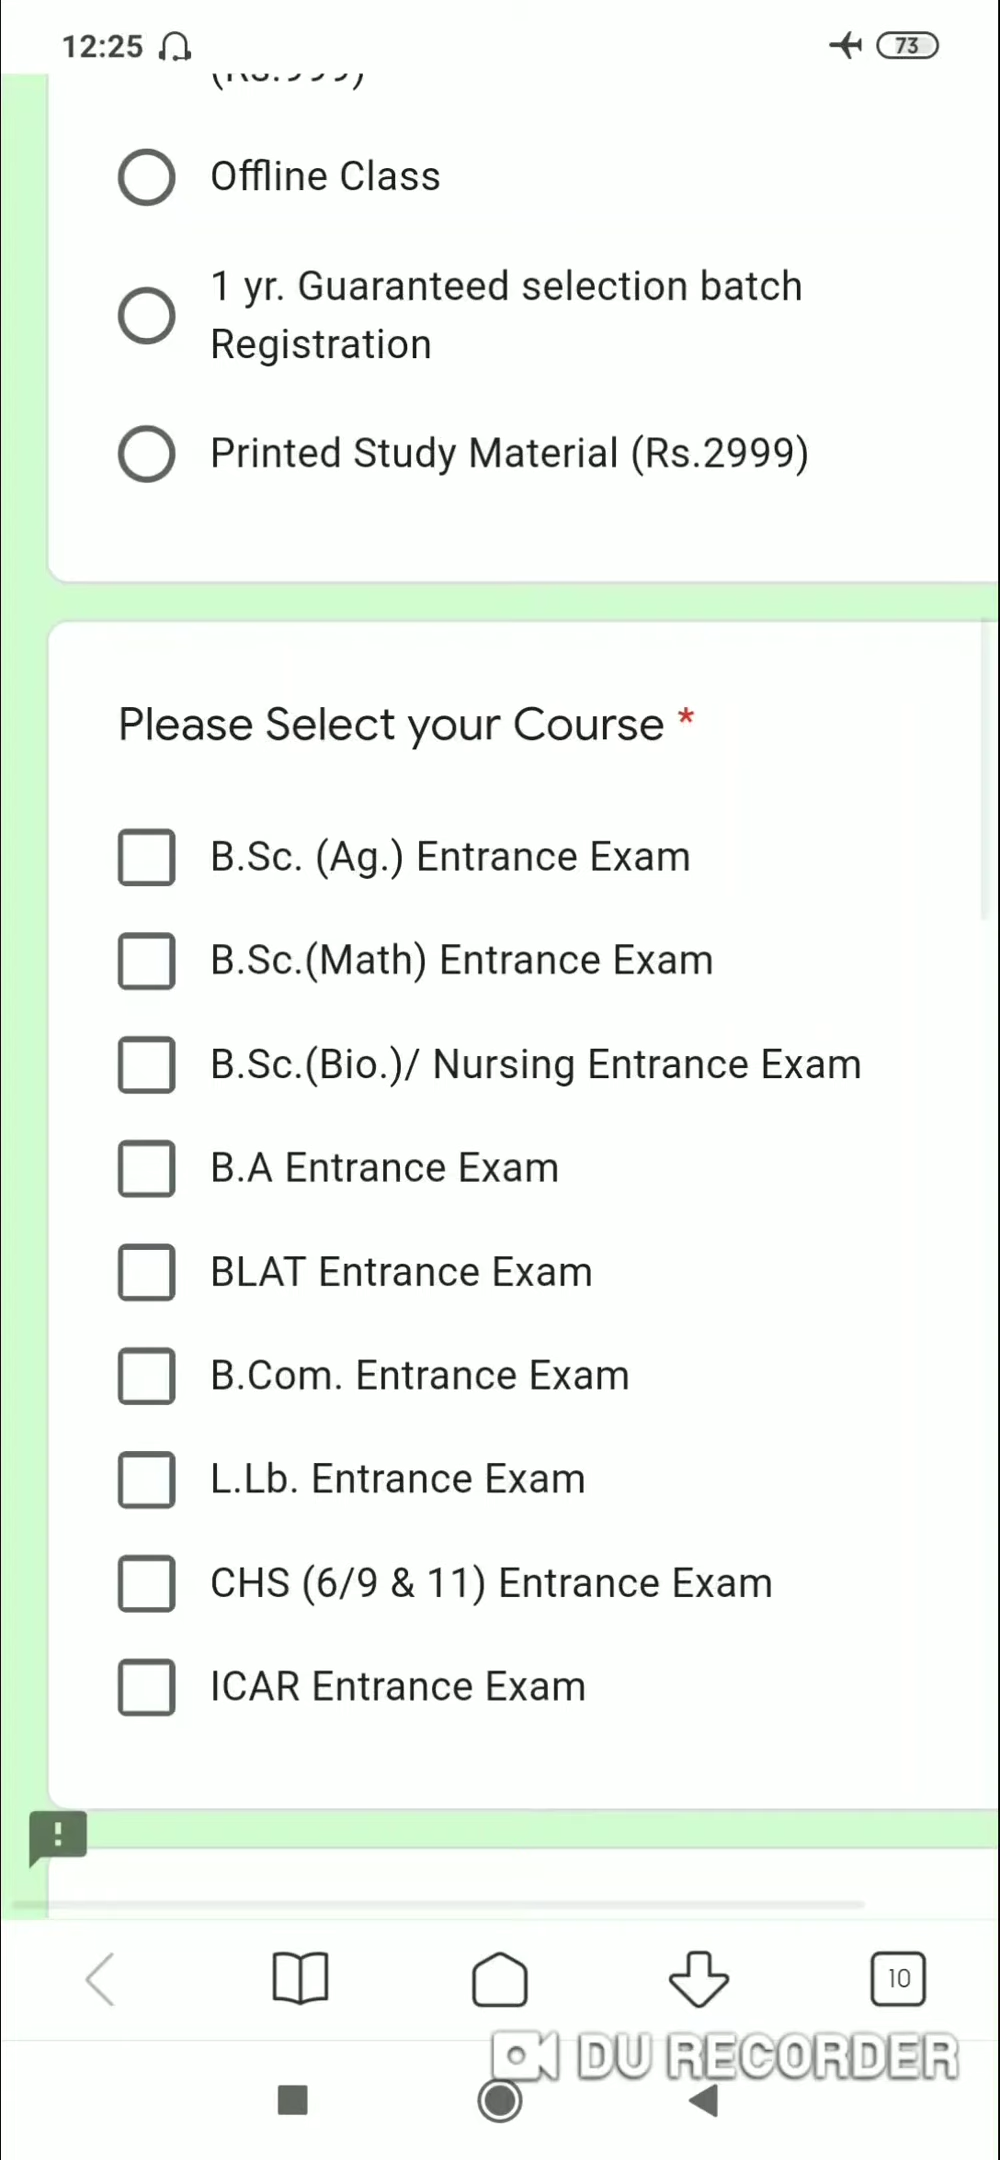 12:25
73
Offline Class
1 yr. Guaranteed selection batch
Registration
Printed Study Material (Rs.2999)
Please Select your Course *
B.Sc. (Ag.) Entrance Exam
B.Sc.(Math) Entrance Exam
B.Sc.(Bio.)/ Nursing Entrance Exam
B.A Entrance Exam
BLAT Entrance Exam
B.Com. Entrance Exam
L.Lb. Entrance Exam
CHS (6/9 & 11) Entrance Exam
ICAR Entrance Exam
!
10
DU RECORDER